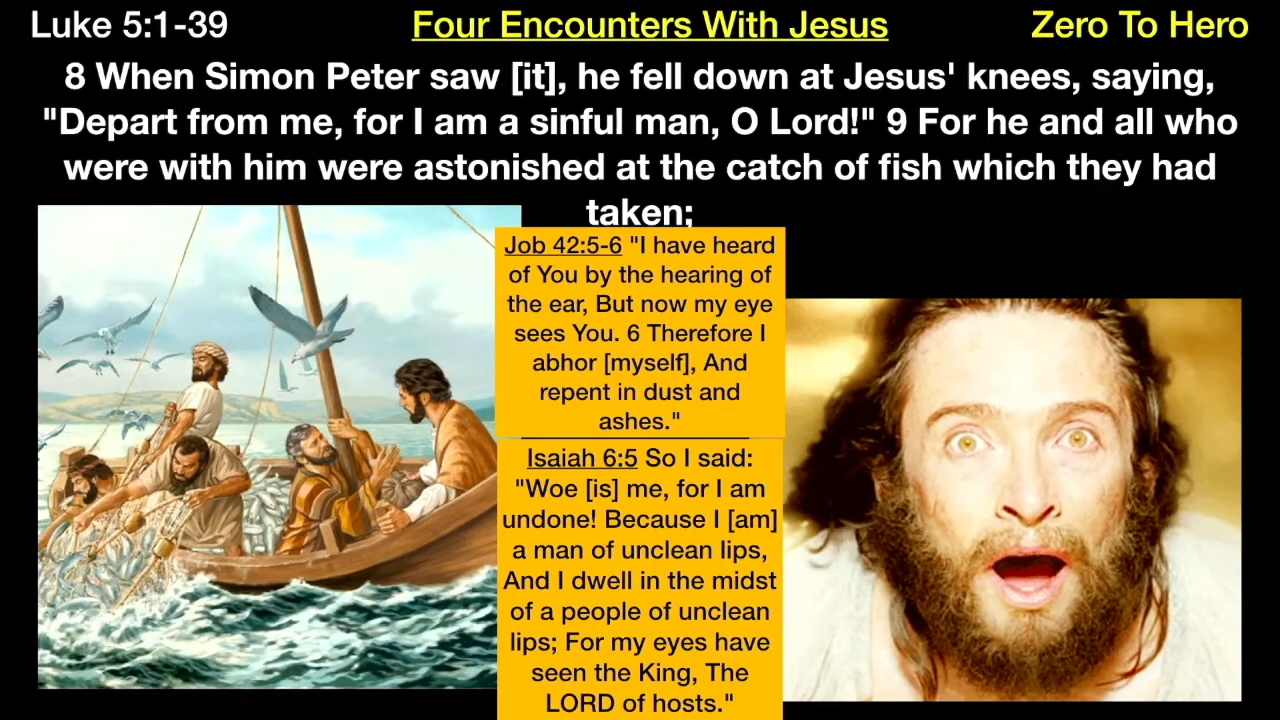 Luke 5:1-39
Four Encounters With Jesus
Zero To Hero
8 When Simon Peter saw [it], he fell down at Jesus' knees, saying,
"Depart from me, for I am a sinful man, O Lord!" 9 For he and all who
were with him were astonished at the catch of fish which they had
taken;
Job 42:5-6 "I have heard
of You by the hearing of
the ear, But now my eye
sees You. 6 Therefore I
abhor [myself], And
repent in dust and
ashes."
Isaiah 6:5 So I said:
"Woe [is] me, for I am
undone! Because I [am]
a man of unclean lips,
And I dwell in the midst
of a people of unclean
lips; For my eyes have
seen the King, The
LORD of hosts."